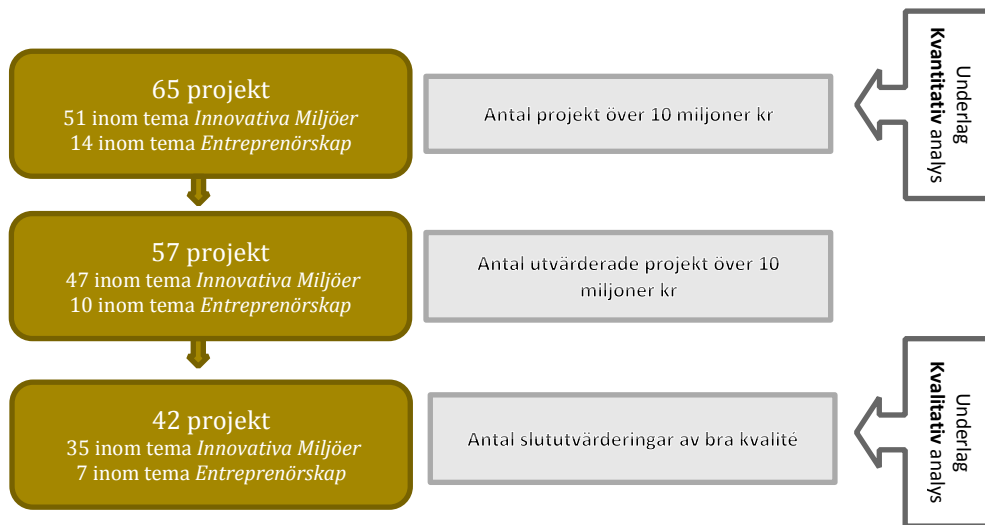 65 projekt
51 inom tema Innovativa Miljöer
14 inom tema Entreprenörskap
Antal projekt över 10 miljoner kr
Underlag
Kvantitativ analys
57 projekt
47 inom tema Innovativa Miljöer
10 inom tema Entreprenörskap
Antal utvärderade projekt över 10
miljoner kr
42 projekt
35 inom tema Innovativa Miljöer
7 inom tema Entreprenörskap
Antal slututvärderingar av bra kvalité
Underlag
Kvalitativ analys